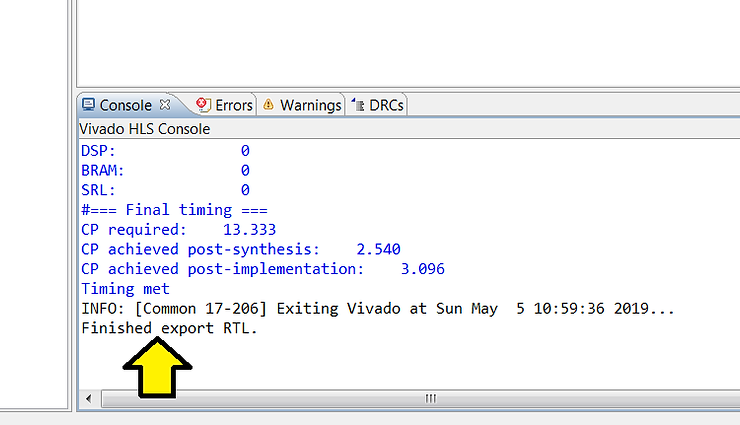 Console Errors Warnings DRCs
Vivado HLS Console
DSP: 0
BRAM: 0
SRL: 0
#=== Final timing ===
CP required: 13.333
CP achieved post-synthesis: 2.540
CP achieved post-implementation: 3.096
Timing met
INFO: [Common 17-206] Exiting Vivado at Sun May  5 10:59:36 2019...
Finished export RTL.